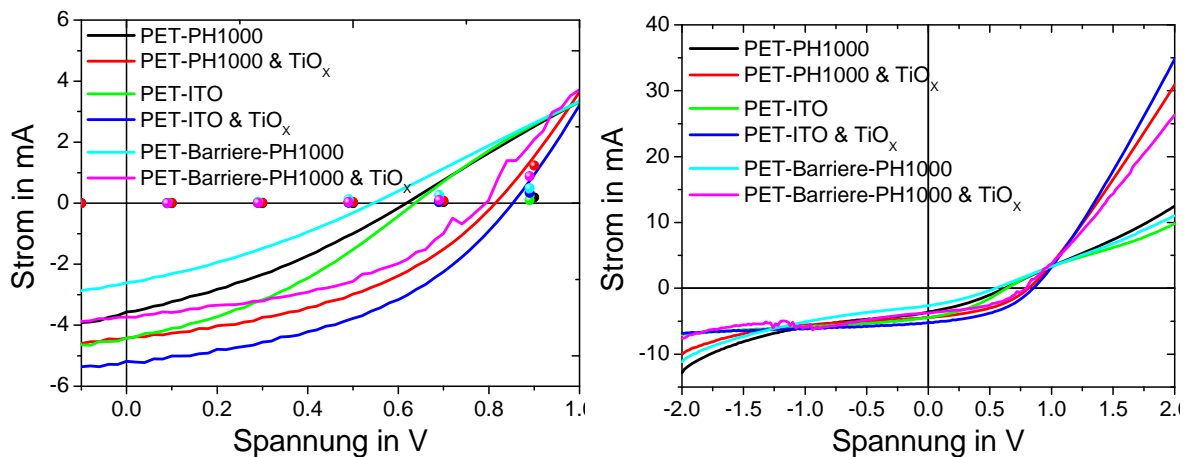 6
4
2
0
-2
-4
-6
Strom in mA
PET-PH1000
PET-PH1000 & TiOx
PET-ITO
PET-ITO & TiOx
PET-Barriere-PH1000
PET-Barriere-PH1000 & TiOx
0.0 0.2 0.4 0.6 0.8 1.0
Spannung in V
40
30
20
10
0
-10
Strom in mA
PET-PH1000
PET-PH1000 & TiOx
PET-ITO
PET-ITO & TiOx
PET-Barriere-PH1000
PET-Barriere-PH1000 & TiOx
-2.0 -1.5 -1.0 -0.5 0.0 0.5 1.0 1.5 2.0
Spannung in V